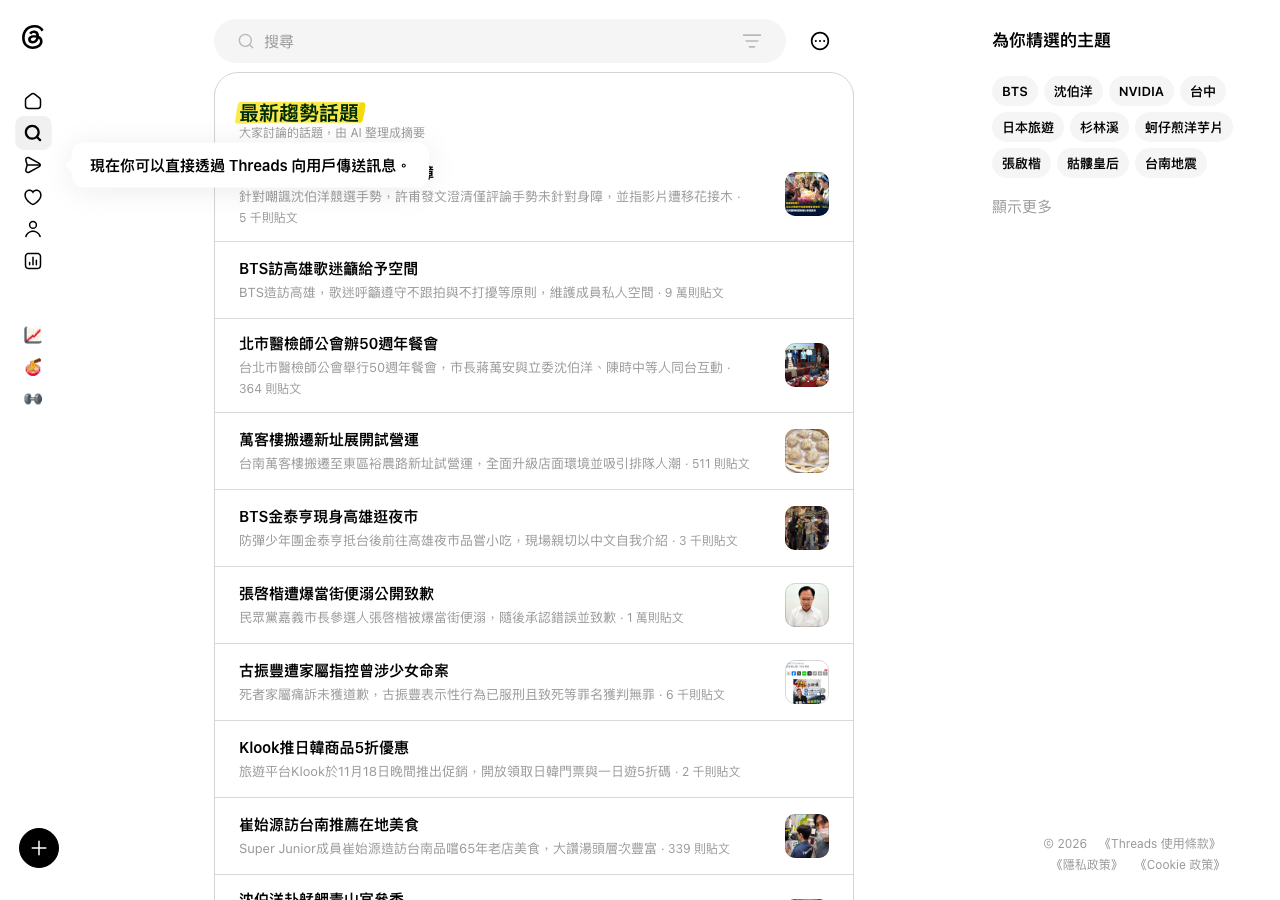 搜尋
最新趨勢話題
大家討論的話題，由 AI 整理成摘要
現在你可以直接透過 Threads 向用戶傳送訊息。
針對嘲諷沈伯洋競選手勢，許甫發文澄清僅評論手勢未針對身障，並指影片遭移花接木 ·
5 千則貼文
BTS訪高雄歌迷籲給予空間
BTS造訪高雄，歌迷呼籲遵守不跟拍與不打擾等原則，維護成員私人空間 · 9 萬則貼文
北市醫檢師公會辦50週年餐會
台北市醫檢師公會舉行50週年餐會，市長蔣萬安與立委沈伯洋、陳時中等人同台互動 ·
364 則貼文
萬客樓搬遷新址展開試營運
台南萬客樓搬遷至東區裕農路新址試營運，全面升級店面環境並吸引排隊人潮 · 511 則貼文
BTS金泰亨現身高雄逛夜市
防彈少年團金泰亨抵台後前往高雄夜市品嘗小吃，現場親切以中文自我介紹 · 3 千則貼文
張啓楷遭爆當街便溺公開致歉
民眾黨嘉義市長參選人張啓楷被爆當街便溺，隨後承認錯誤並致歉 · 1 萬則貼文
古振豐遭家屬指控曾涉少女命案
死者家屬痛訴未獲道歉，古振豐表示性行為已服刑且致死等罪名獲判無罪 · 6 千則貼文
Klook推日韓商品5折優惠
旅遊平台Klook於11月18日晚間推出促銷，開放領取日韓門票與一日遊5折碼 · 2 千則貼文
崔始源訪台南推薦在地美食
Super Junior成員崔始源造訪台南品嚐65年老店美食，大讚湯頭層次豐富 · 339 則貼文
沈伯洋赴艋舺青山宮參香
為你精選的主題
BTS
沈伯洋
NVIDIA
台中
日本旅遊
杉林溪
蚵仔煎洋芋片
張啟楷
骷髏皇后
台南地震
顯示更多
© 2026 《Threads 使用條款》
《隱私政策》 《Cookie 政策》